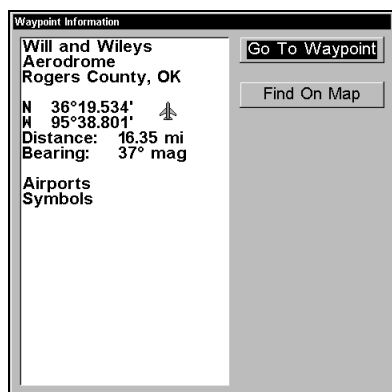 Waypoint Information
Will and Wileys
Aerodrome
Rogers County, OK
N 36°19.534'
W 95°38.801'
Distance: 16.35 mi
Bearing: 37° mag
Airports
Symbols
Go To Waypoint
Find On Map